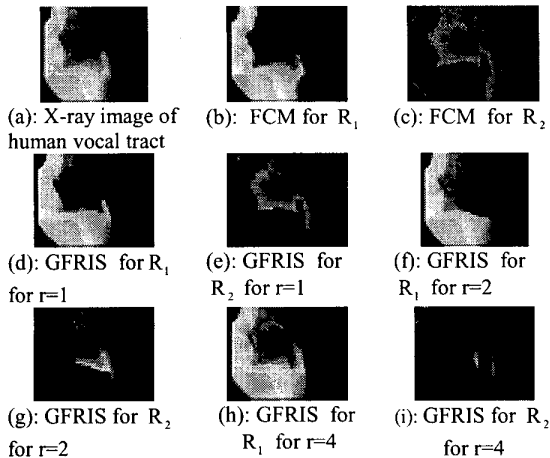 (a): X-ray image of human vocal tract
(b): FCM for R₁
(c): FCM for R₂
(d): GFRIS for R₁ for r=1
(e): GFRIS for R₂ for r=1
(f): GFRIS for R₁ for r=2
(g): GFRIS for R₂ for r=2
(h): GFRIS for R₁ for r=4
(i): GFRIS for R₂ for r=4